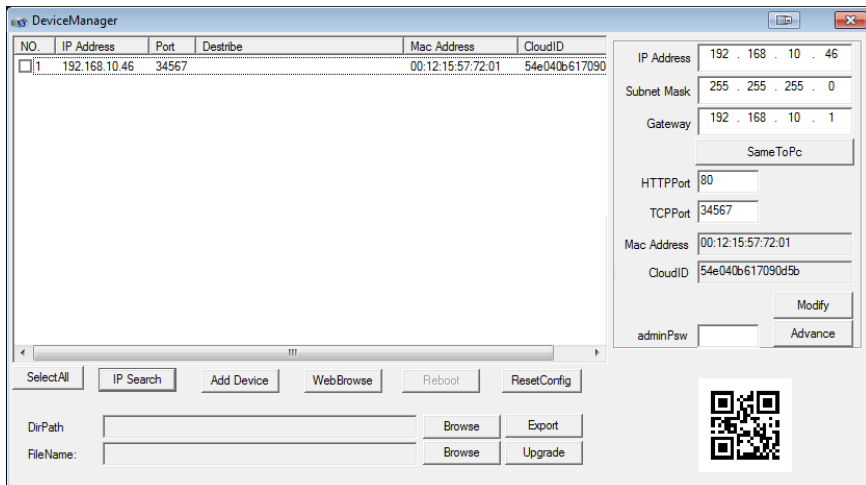 DeviceManager
NO. IP Address Port Destribe Mac Address CloudID
1 192.168.10.46 34567 00:12:15:57:72:01 54e040b617090
IP Address 192 . 168 . 10 . 46
Subnet Mask 255 . 255 . 255 . 0
Gateway 192 . 168 . 10 . 1
SameToPc
HTTPPort 80
TCPPort 34567
Mac Address 00:12:15:57:72:01
CloudID 54e040b617090d5b
Modify
adminPsw Advance
SelectAll IP Search Add Device WebBrowse Reboot ResetConfig
DirPath Browse Export
FileName: Browse Upgrade